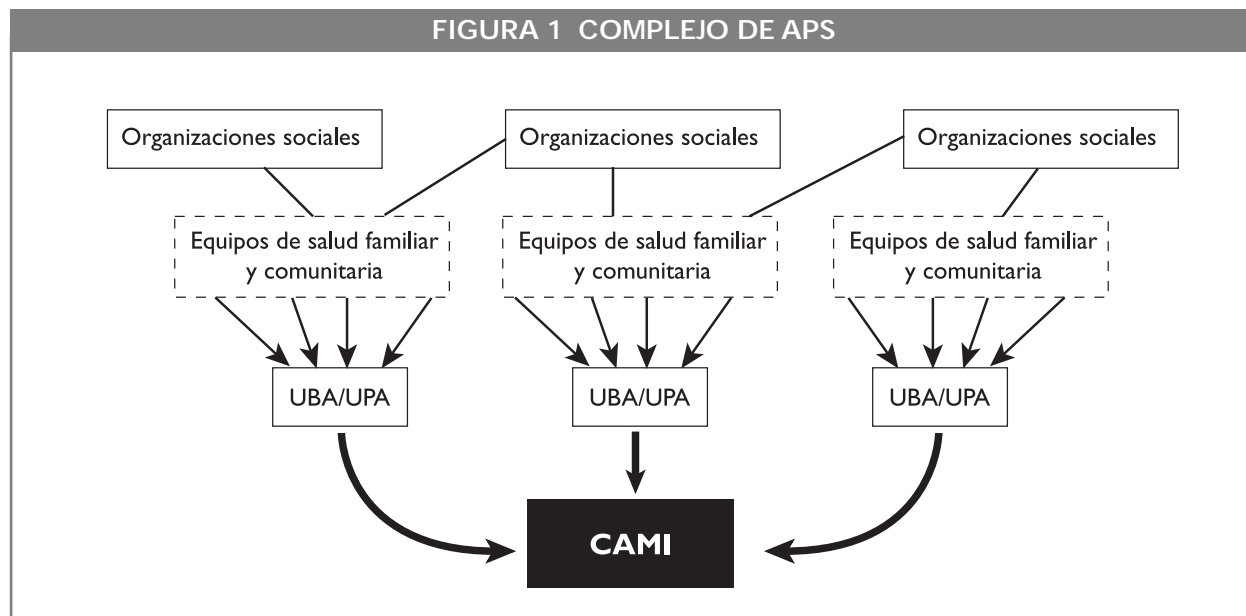 FIGURA 1 COMPLEJO DE APS
Organizaciones sociales
Organizaciones sociales
Organizaciones sociales
Equipos de salud familiar
y comunitaria
Equipos de salud familiar
y comunitaria
Equipos de salud familiar
y comunitaria
UBA/UPA
UBA/UPA
UBA/UPA
CAMI